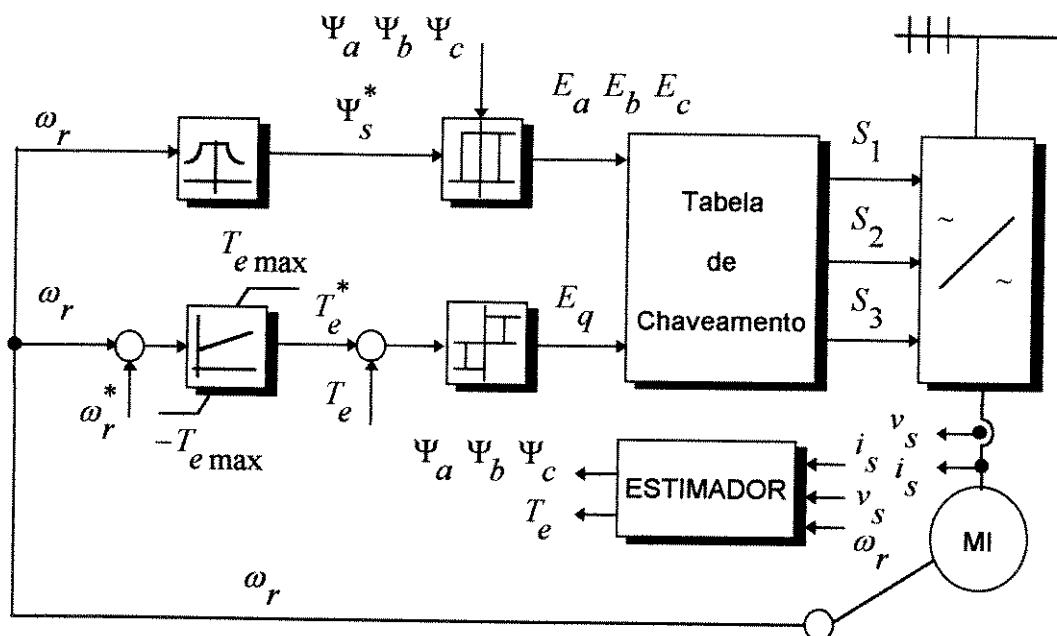 Ψa Ψb Ψc
ωr
Ψs*
Ea Eb Ec
S1
Tabela
de
Chaveamento
S2
S3
~
~
Te max
ωr
Te*
Eq
ωr*
Te
−Te max
Ψa Ψb Ψc
Te
ESTIMADOR
is
vs
ωr
vs
is
MI
ωr